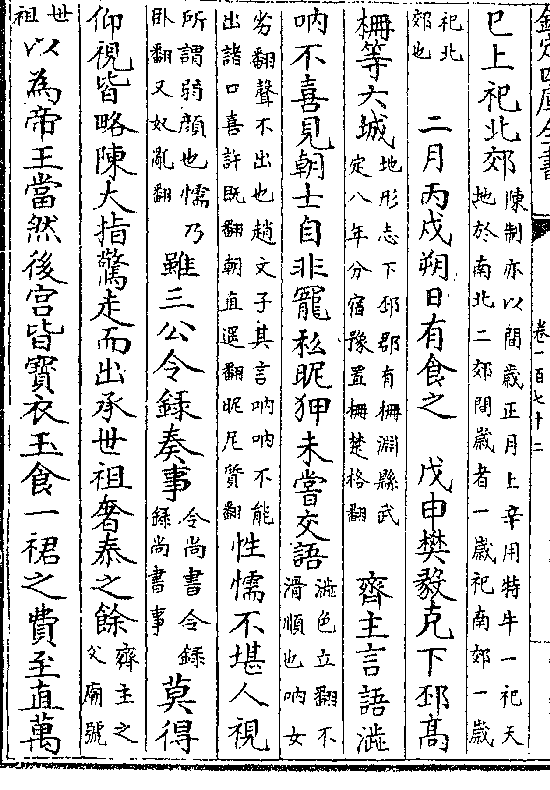 欽定四庫全書
卷一百七十二
巳上祀北郊陳制亦以間歲正月上辛用特牛一祀天地於南北二郊間歲者一歲祀南郊一歲
祀北郊也　二月丙戌朔日有食之　戊申樊毅克下邳髙
柵等六城地形志下邳郡有柵淵縣武定八年分宿豫置柵楚格翻　齊主言語澁
呐不喜見朝士自非寵私昵狎未嘗交語澁色立翻不滑順也呐女
劣翻聲不出也趙文子其言呐呐不能出諸口喜許既翻朝直遥翻昵尼質翻性懦不堪人視
所謂弱顔也懦乃卧翻又奴亂翻雖三公令録奏事令尚書令録録尚書事莫得
仰視皆略陳大指驚走而出承世祖奢泰之餘齊主之父廟號
世祖以為帝王當然後宫皆寳衣玉食一裙之費至直萬